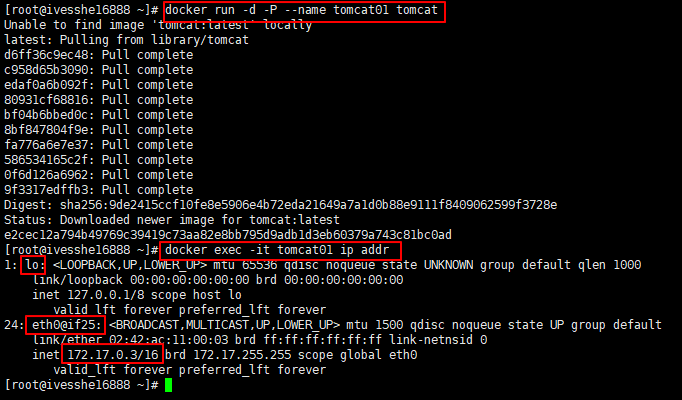 [root@ivesshe16888 ~]# docker run -d -P --name tomcat01 tomcat
Unable to find image 'tomcat:latest' locally
latest: Pulling from library/tomcat
d6ff36c9ec48: Pull complete
c958d65b3090: Pull complete
edaf0a6b092f: Pull complete
80931cf68816: Pull complete
bf04b6bbed0c: Pull complete
8bf847804f9e: Pull complete
fa776a6e7e37: Pull complete
586534165c2f: Pull complete
0f6d126a6962: Pull complete
9f3317edffb3: Pull complete
Digest: sha256:9de2415ccf10fe8e5906e4b72eda21649a7a1d0b88e9111f8409062599f3728e
Status: Downloaded newer image for tomcat:latest
e2cec12a794b49769c39419c73aa82e8bb795d9adb1d3eb60379a743c81bc0ad
[root@ivesshe16888 ~]# docker exec -it tomcat01 ip addr
1: lo: <LOOPBACK,UP,LOWER_UP> mtu 65536 qdisc noqueue state UNKNOWN group default qlen 1000
    link/loopback 00:00:00:00:00:00 brd 00:00:00:00:00:00
    inet 127.0.0.1/8 scope host lo
       valid_lft forever preferred_lft forever
24: eth0@if25: <BROADCAST,MULTICAST,UP,LOWER_UP> mtu 1500 qdisc noqueue state UP group default
    link/ether 02:42:ac:11:00:03 brd ff:ff:ff:ff:ff:ff link-netnsid 0
    inet 172.17.0.3/16 brd 172.17.255.255 scope global eth0
       valid_lft forever preferred_lft forever
[root@ivesshe16888 ~]#